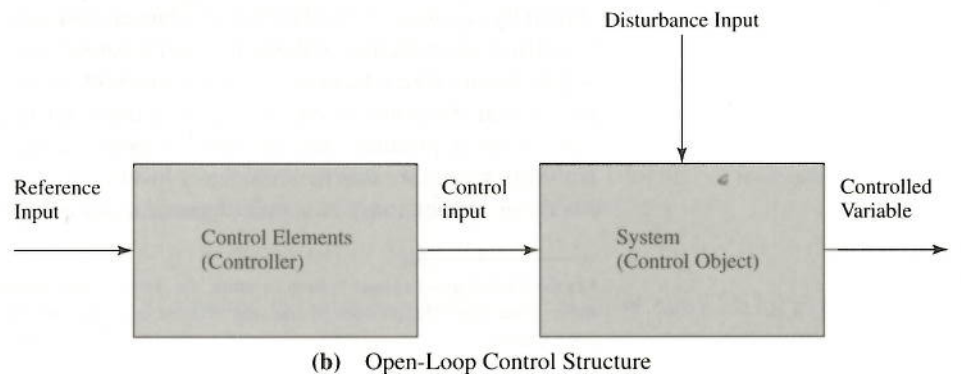 Disturbance Input
Reference
Input
Control Elements
(Controller)
Control
input
System
(Control Object)
Controlled
Variable
(b) Open-Loop Control Structure